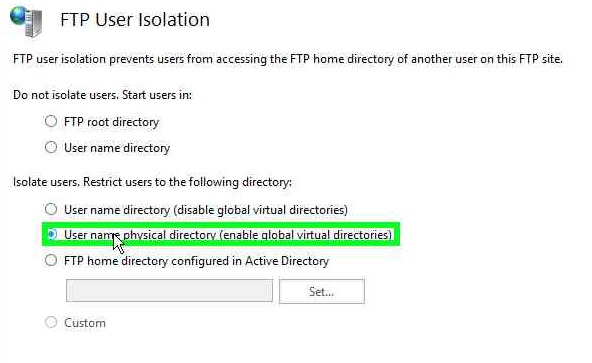 FTP User Isolation
FTP user isolation prevents users from accessing the FTP home directory of another user on this FTP site.
Do not isolate users. Start users in:
FTP root directory
User name directory
Isolate users. Restrict users to the following directory:
User name directory (disable global virtual directories)
User name physical directory (enable global virtual directories)
FTP home directory configured in Active Directory
Set...
Custom